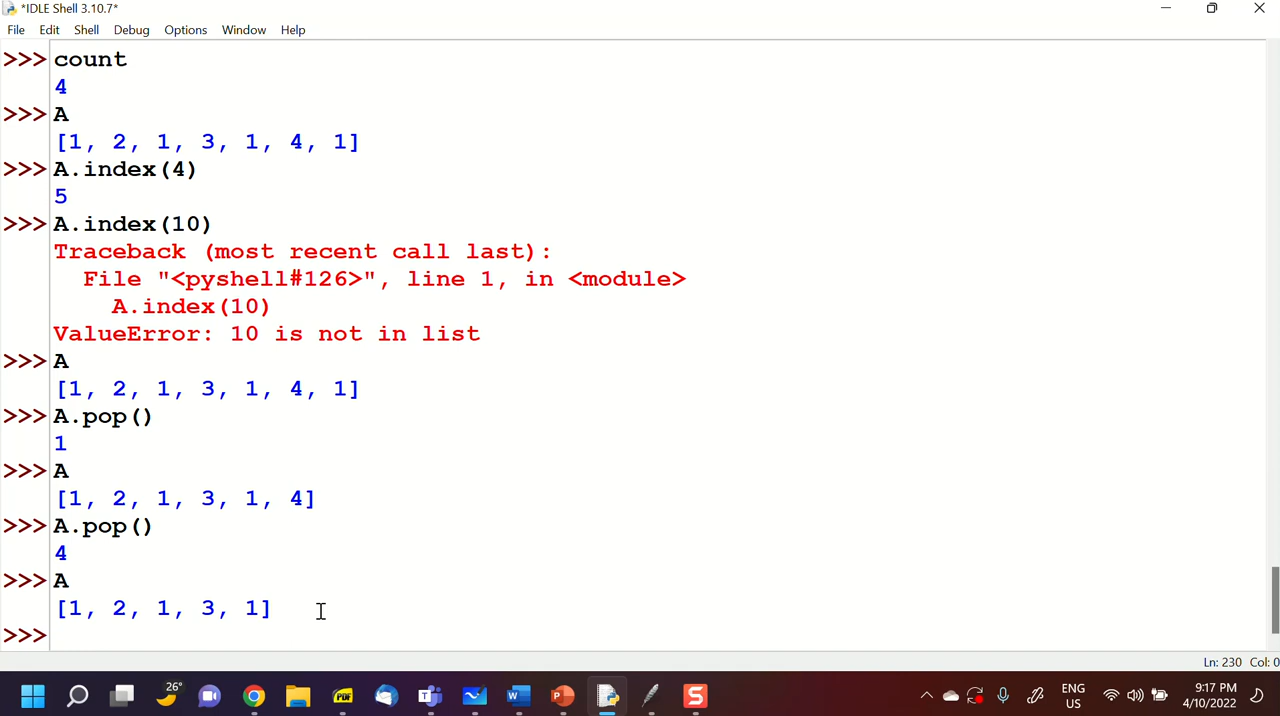 *IDLE Shell 3.10.7*
File Edit Shell Debug Options Window Help
>>> count
4
>>> A
[1, 2, 1, 3, 1, 4, 1]
>>> A.index(4)
5
>>> A.index(10)
Traceback (most recent call last):
File "<pyshell#126>", line 1, in <module>
A.index(10)
ValueError: 10 is not in list
>>> A
[1, 2, 1, 3, 1, 4, 1]
>>> A.pop()
1
>>> A
[1, 2, 1, 3, 1, 4]
>>> A.pop()
4
>>> A
[1, 2, 1, 3, 1]
>>>
Ln: 230 Col: 0
26°
PDF
W
P
S
ENG
US
9:17 PM
4/10/2022